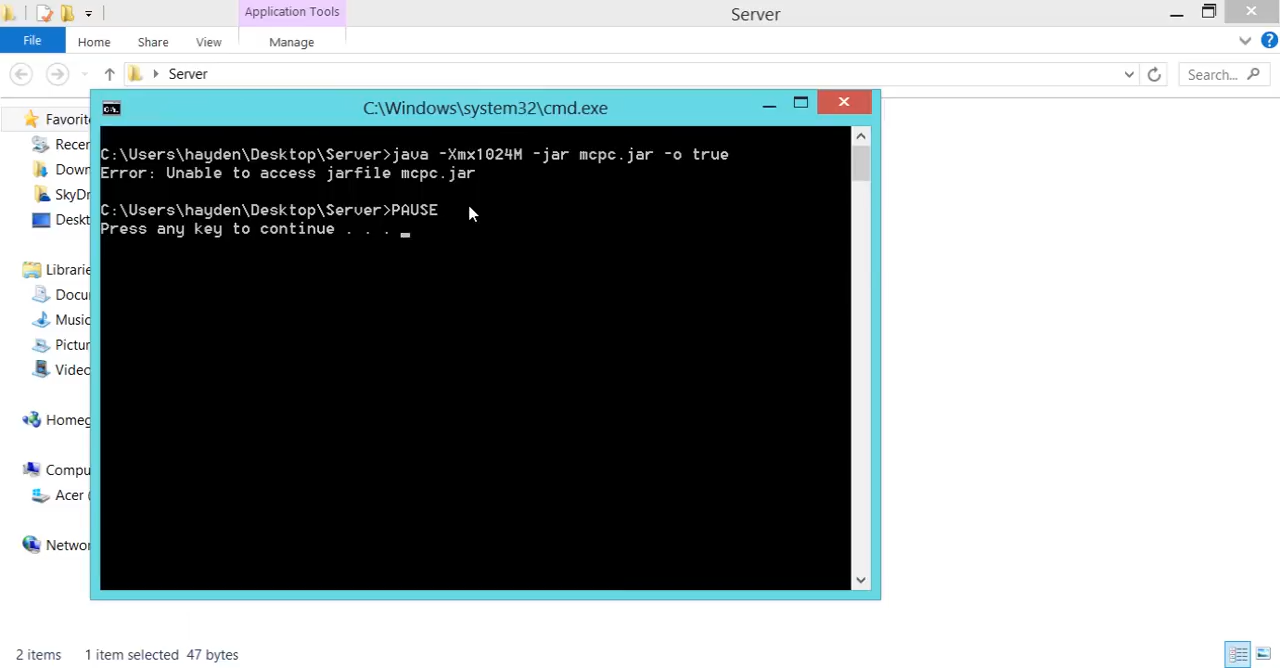 Application Tools
Server
File
Home
Share
View
Manage
Server
Search...
C:\Windows\system32\cmd.exe
C:\Users\hayden\Desktop\Server>java -Xmx1024M -jar mcpc.jar -o true
Error: Unable to access jarfile mcpc.jar
C:\Users\hayden\Desktop\Server>PAUSE
Press any key to continue . . .
Favorite
Recer
Down
SkyDr
Deskt
Librarie
Docu
Music
Pictur
Video
Homeg
Compu
Acer (
Networ
2 items
1 item selected 47 bytes